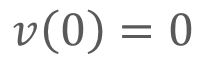 v(0) = 0